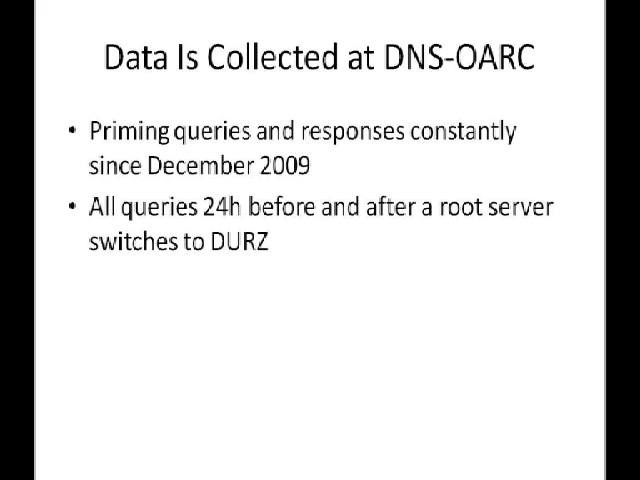 Data Is Collected at DNS-OARC
• Priming queries and responses constantly
since December 2009
• All queries 24h before and after a root server
switches to DURZ